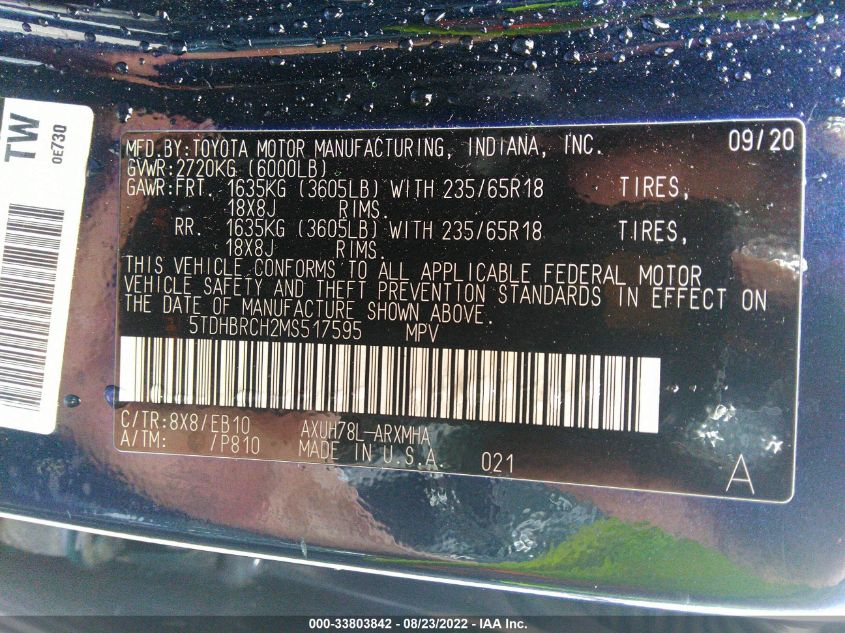 TW
0E73Q
MFD.BY:TOYOTA MOTOR MANUFACTURING, INDIANA, INC. 09/20
GVWR:2720KG (6000LB)
GAWR:FRT. 1635KG (3605LB) WITH 235/65R18 TIRES,
18X8J RIMS.
RR. 1635KG (3605LB) WITH 235/65R18 TIRES,
18X8J RIMS.
THIS VEHICLE CONFORMS TO ALL APPLICABLE FEDERAL MOTOR
VEHICLE SAFETY AND THEFT PREVENTION STANDARDS IN EFFECT ON
THE DATE OF MANUFACTURE SHOWN ABOVE.
5TDHBRCH2MS517595 MPV
C/TR:8X8/EB10 AXUH78L-ARXMHA
A/TM: /P810 MADE IN U.S.A. 021
A
000-33803842 - 08/23/2022 - IAA Inc.